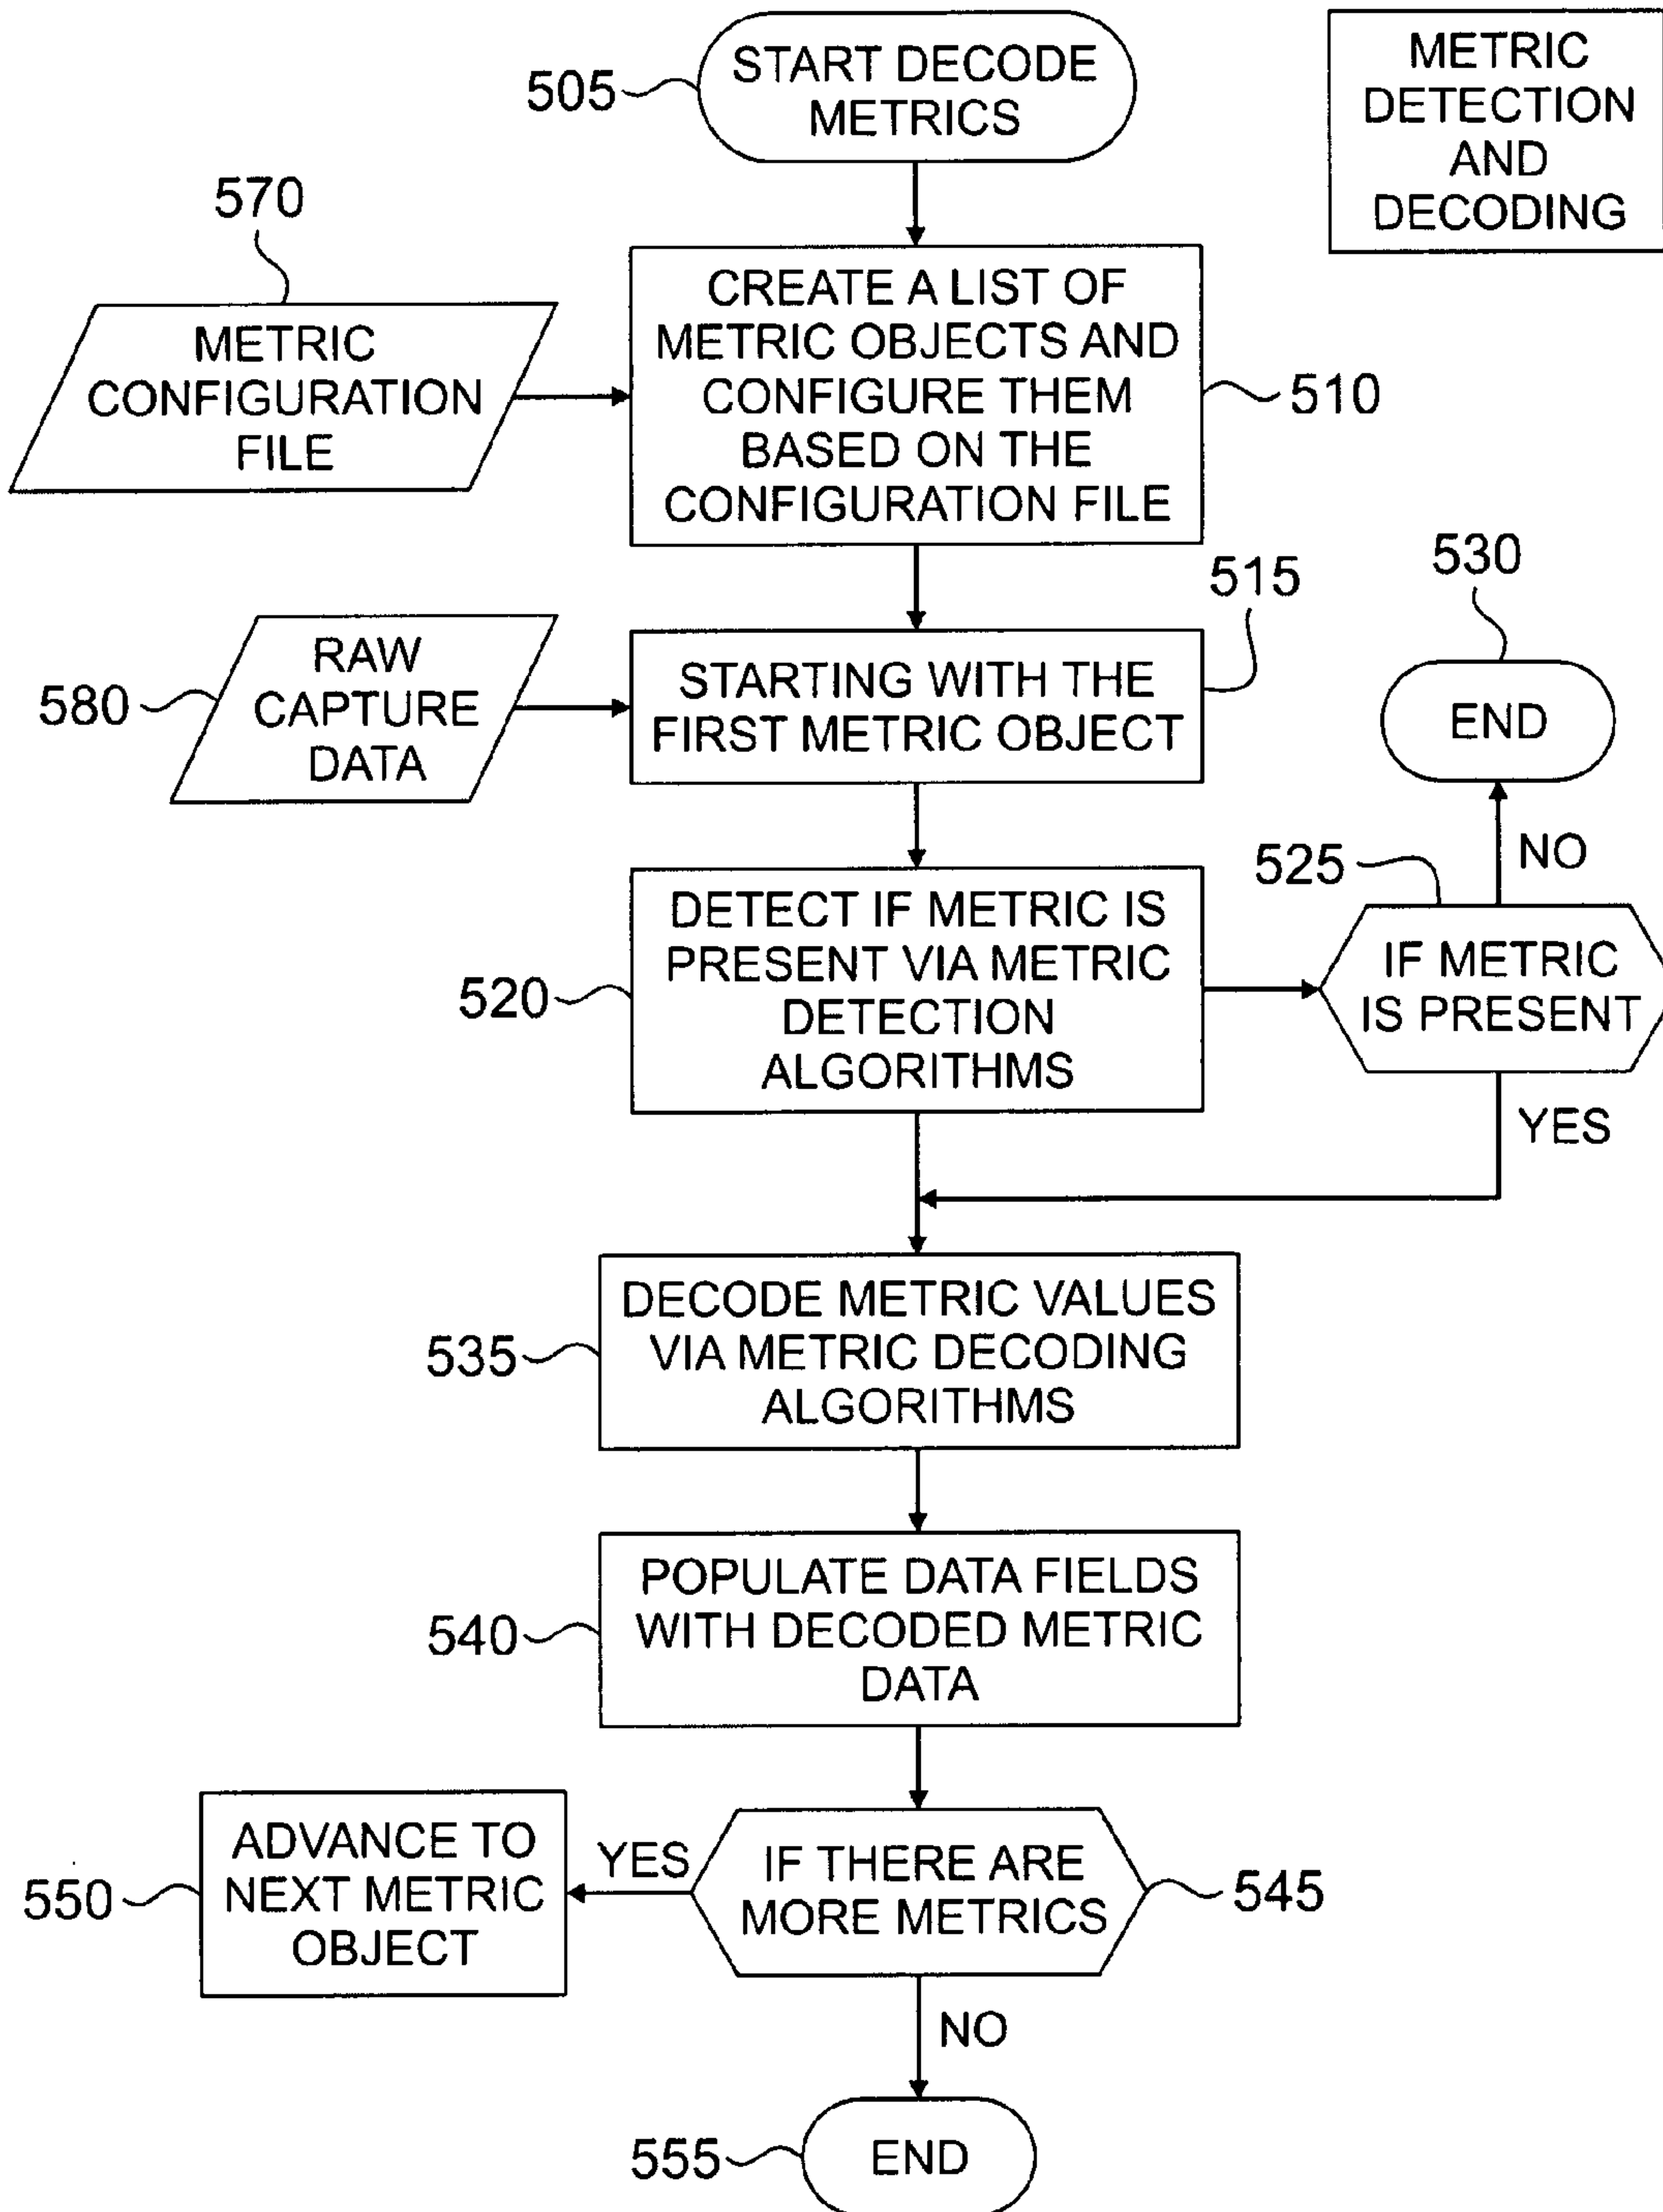 505
START DECODE
METRICS
METRIC
DETECTION
AND
DECODING
570
METRIC
CONFIGURATION
FILE
CREATE A LIST OF
METRIC OBJECTS AND
CONFIGURE THEM
BASED ON THE
CONFIGURATION FILE
510
515
530
580
RAW
CAPTURE
DATA
STARTING WITH THE
FIRST METRIC OBJECT
END
NO
525
520
DETECT IF METRIC IS
PRESENT VIA METRIC
DETECTION
ALGORITHMS
IF METRIC
IS PRESENT
YES
535
DECODE METRIC VALUES
VIA METRIC DECODING
ALGORITHMS
540
POPULATE DATA FIELDS
WITH DECODED METRIC
DATA
550
ADVANCE TO
NEXT METRIC
OBJECT
YES
IF THERE ARE
MORE METRICS
545
NO
555
END